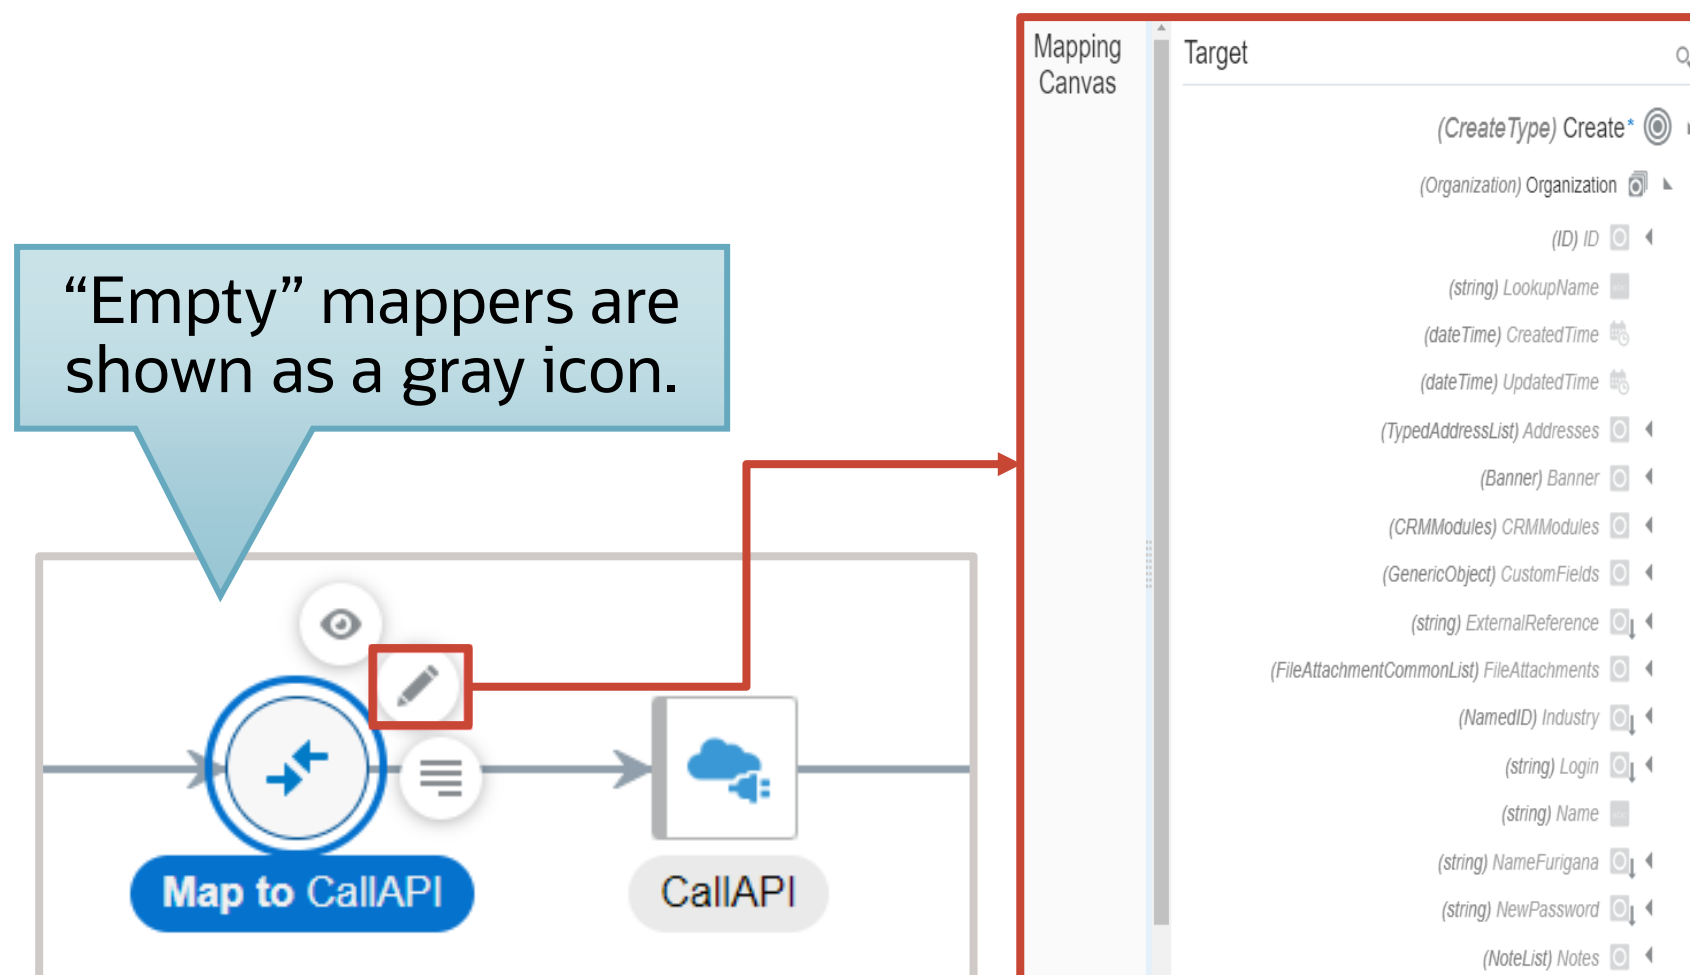 “Empty” mappers are
shown as a gray icon.
Map to CallAPI
CallAPI
Mapping
Canvas
Target
(CreateType) Create*
(Organization) Organization
(ID) ID
(string) LookupName
(dateTime) CreatedTime
(dateTime) UpdatedTime
(TypedAddressList) Addresses
(Banner) Banner
(CRMModules) CRMModules
(GenericObject) CustomFields
(string) ExternalReference
(FileAttachmentCommonList) FileAttachments
(NamedID) Industry
(string) Login
(string) Name
(string) NameFurigana
(string) NewPassword
(NoteList) Notes